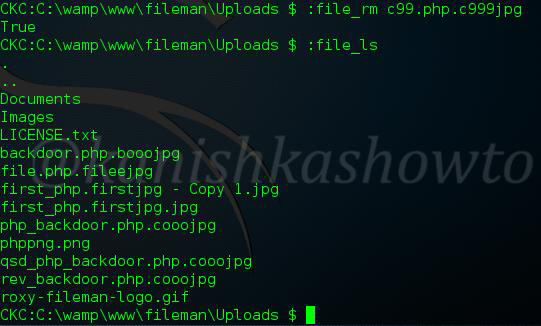 CKC:C:\wamp\www\fileman\Uploads $ :file_rm c99.php.c999jpg
True
CKC:C:\wamp\www\fileman\Uploads $ :file_ls
.
..
Documents
Images
LICENSE.txt
backdoor.php.booojpg
file.php.fileejpg
first_php.firstjpg - Copy 1.jpg
first_php.firstjpg.jpg
php_backdoor.php.cooojpg
phppng.png
qsd_php_backdoor.php.cooojpg
rev_backdoor.php.cooojpg
roxy-fileman-logo.gif
CKC:C:\wamp\www\fileman\Uploads $
@kanishkashowto